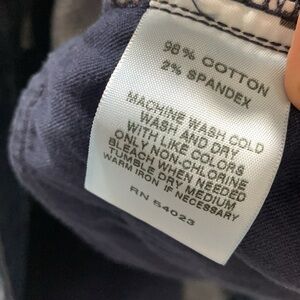 98% COTTON
2% SPANDEX
MACHINE WASH COLD
WASH AND DRY
WITH LIKE COLORS
ONLY NON-CHLORINE
BLEACH WHEN NEEDED
TUMBLE DRY MEDIUM
WARM IRON IF NECESSARY
RN 54023